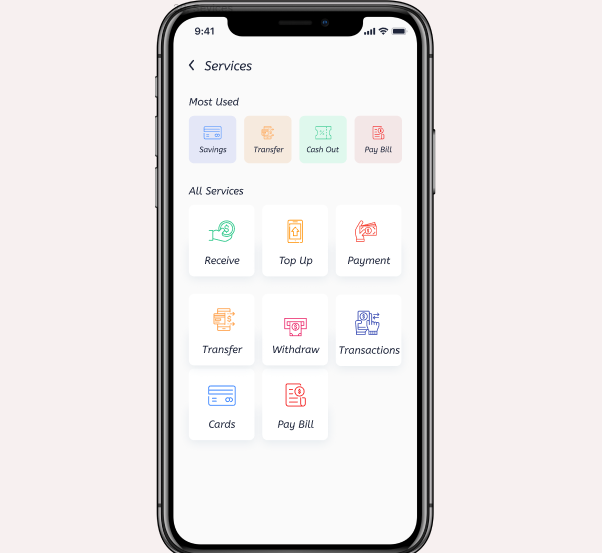 9:41
Services
Most Used
Savings Transfer Cash Out Pay Bill
All Services
Receive Top Up Payment
Transfer Withdraw Transactions
Cards Pay Bill